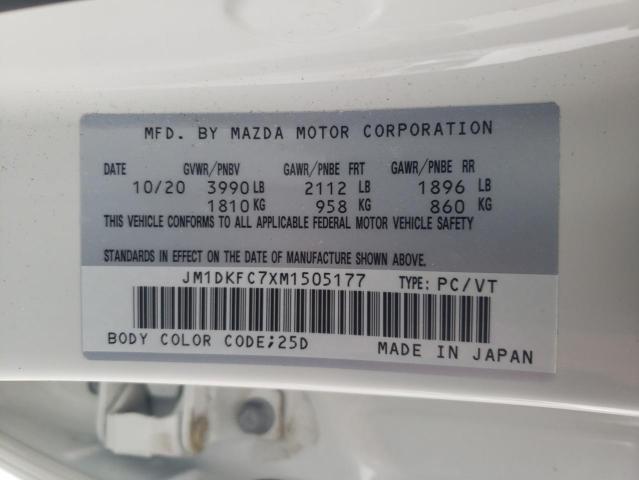 MFD. BY MAZDA MOTOR CORPORATION
DATE GVWR/PNBV GAWR/PNBE FRT GAWR/PNBE RR
10/20 3990 LB 2112 LB 1896 LB
1810 KG 958 KG 860 KG
THIS VEHICLE CONFORMS TO ALL APPLICABLE FEDERAL MOTOR VEHICLE SAFETY
STANDARDS IN EFFECT ON THE DATE OF MANUFACTURE SHOWN ABOVE.
JM1DKFC7XM1505177 TYPE: PC/VT
BODY COLOR CODE;25D MADE IN JAPAN